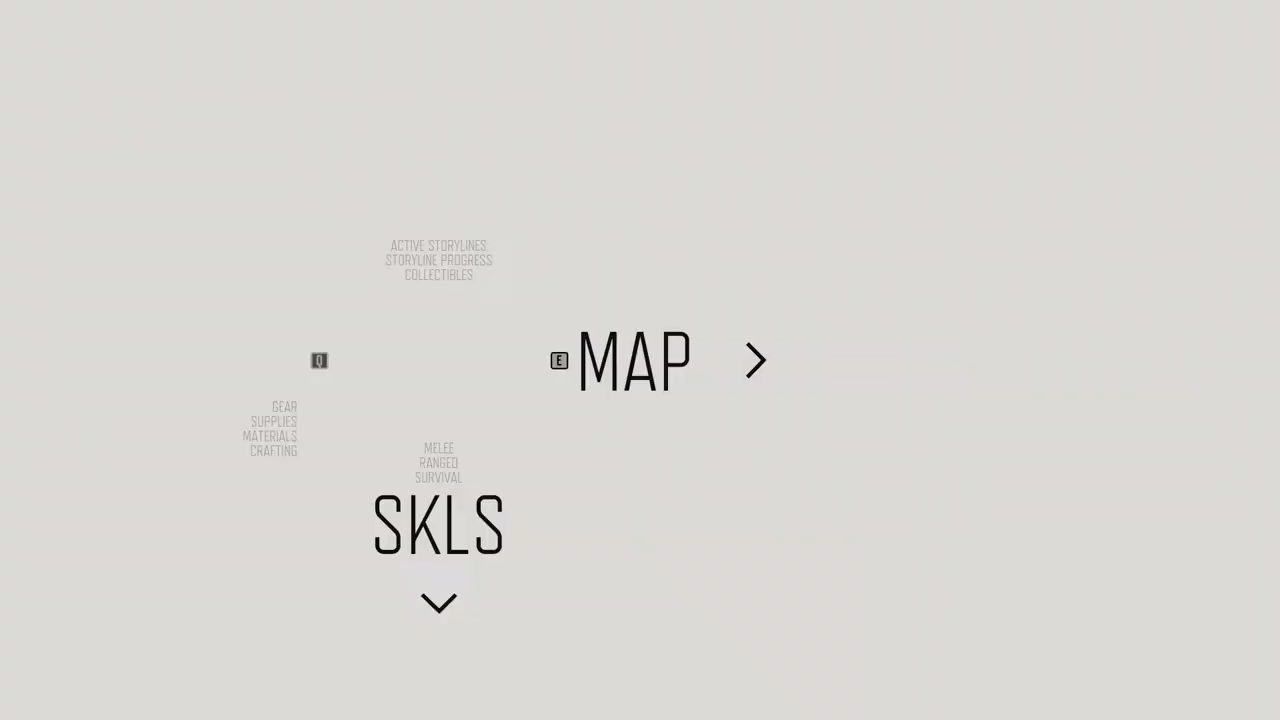 ACTIVE STORYLINES
STORYLINE PROGRESS
COLLECTIBLES
Q
E
MAP
GEAR
SUPPLIES
MATERIALS
CRAFTING
MELEE
RANGED
SURVIVAL
SKLS